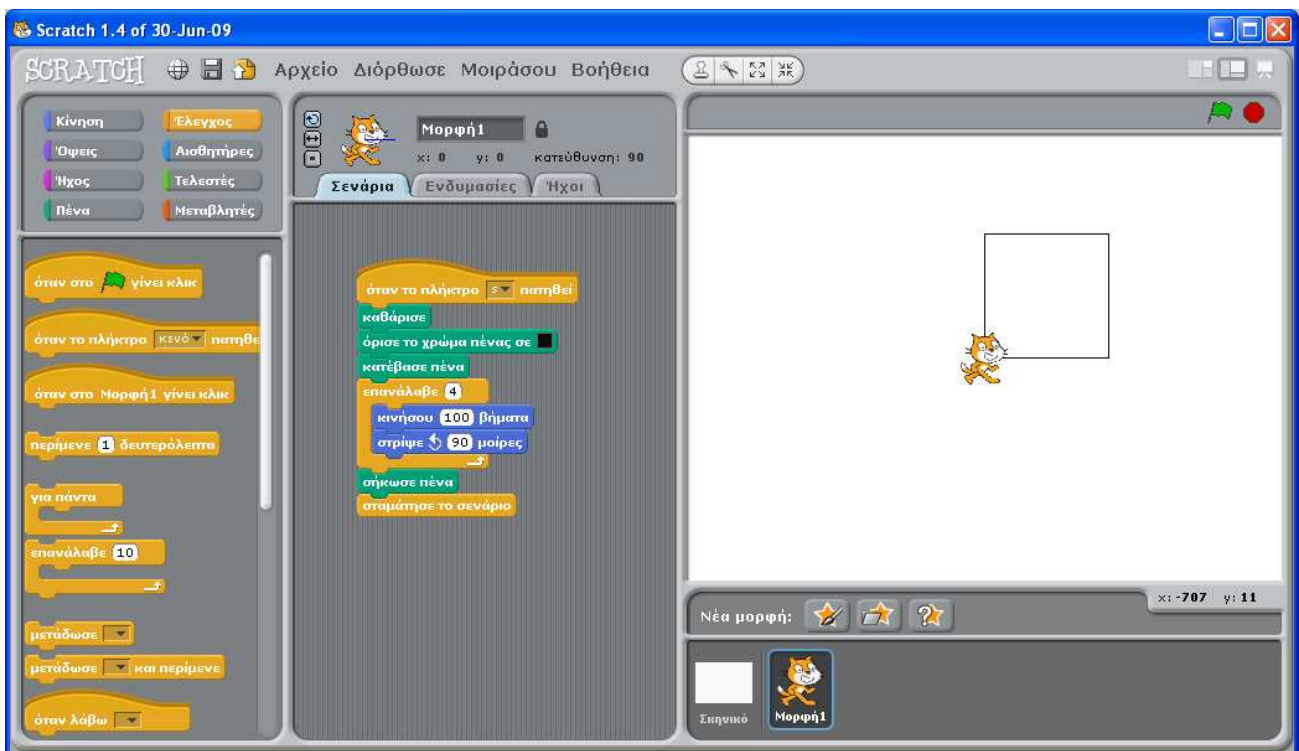 Scratch 1.4 of 30-Jun-09
SCRATCH Αρχείο Διόρθωσε Μοιράσου Βοήθεια
Κίνηση Έλεγχος
Όψεις Αισθητήρες
Ήχος Τελεστές
Πένα Μεταβλητές
όταν στο γίνει κλικ
όταν το πλήκτρο κενό πατηθε
όταν στο Μορφή1 γίνει κλικ
περίμενε 1 δευτερόλεπτα
για πάντα
επανάλαβε 10
μετάδωσε
μετάδωσε και περίμενε
όταν λάβω
Μορφή1
x: 0 y: 0 κατεύθυνση: 90
Σενάρια Ενδυμασίες Ήχοι
όταν το πλήκτρο s πατηθεί
καθάρισε
όρισε το χρώμα πένας σε
κατέβασε πένα
επανάλαβε 4
κινήσου 100 βήματα
στρίψε 90 μοίρες
σήκωσε πένα
σταμάτησε το σενάριο
x: -707 y: 11
Νέα μορφή:
Σκηνικό
Μορφή1